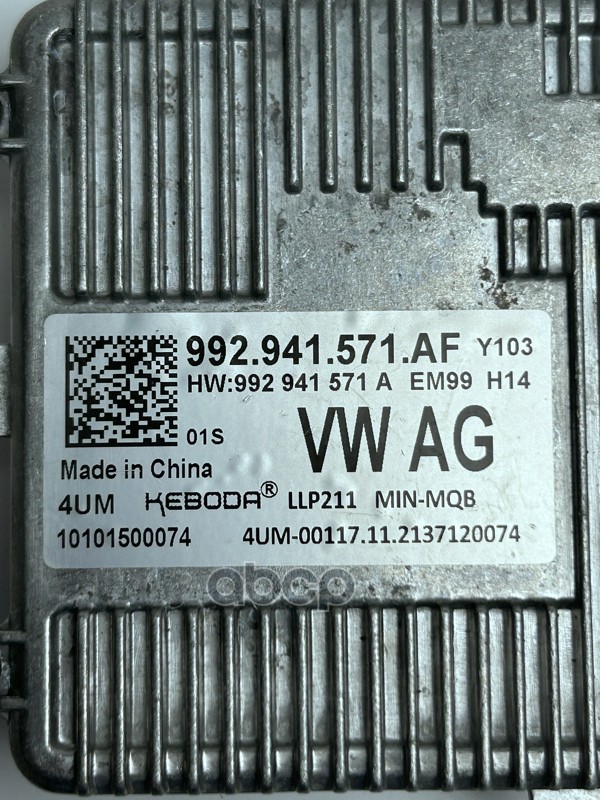 992.941.571.AF Y103
HW:992 941 571 A EM99 H14
01S VW AG
Made in China
4UM KEBODA® LLP211 MIN-MQB
10101500074 4UM-00117.11.2137120074
abcp